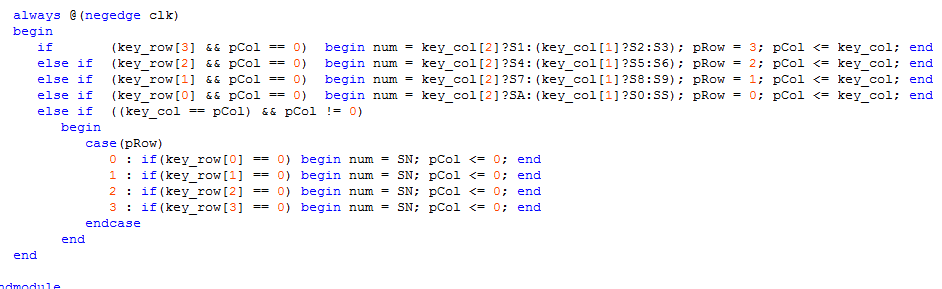 always @(negedge clk)
begin
if (key_row[3] && pCol == 0) begin num = key_col[2]?S1:(key_col[1]?S2:S3); pRow = 3; pCol <= key_col; end
else if (key_row[2] && pCol == 0) begin num = key_col[2]?S4:(key_col[1]?S5:S6); pRow = 2; pCol <= key_col; end
else if (key_row[1] && pCol == 0) begin num = key_col[2]?S7:(key_col[1]?S8:S9); pRow = 1; pCol <= key_col; end
else if (key_row[0] && pCol == 0) begin num = key_col[2]?SA:(key_col[1]?S0:SS); pRow = 0; pCol <= key_col; end
else if ((key_col == pCol) && pCol != 0)
begin
case(pRow)
0 : if(key_row[0] == 0) begin num = SN; pCol <= 0; end
1 : if(key_row[1] == 0) begin num = SN; pCol <= 0; end
2 : if(key_row[2] == 0) begin num = SN; pCol <= 0; end
3 : if(key_row[3] == 0) begin num = SN; pCol <= 0; end
endcase
end
end
ndmodule